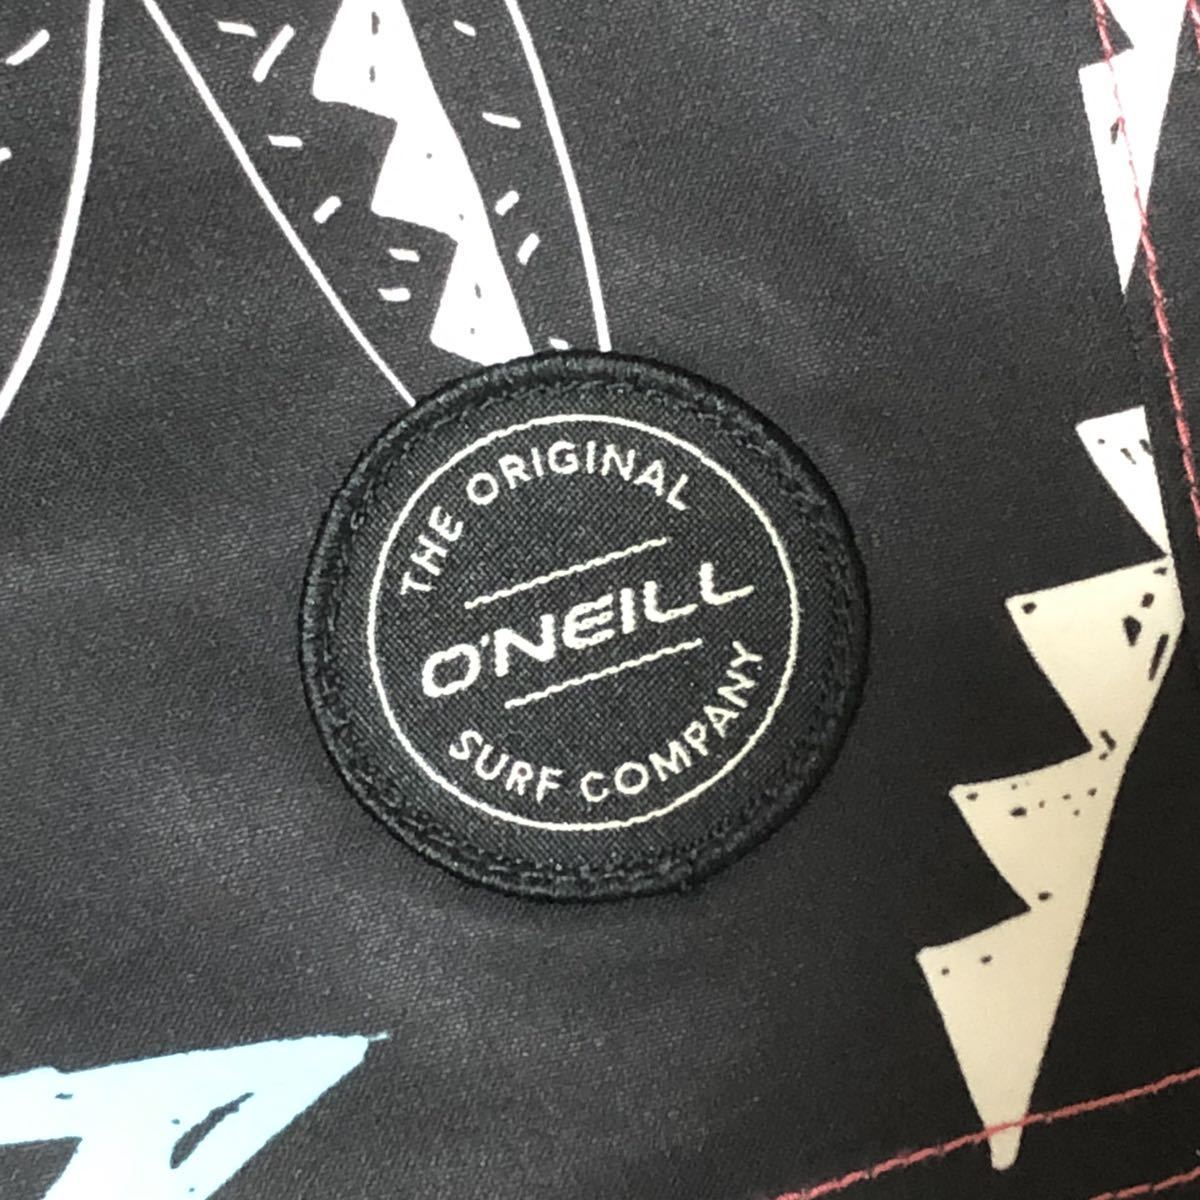 THE ORIGINAL
O'NEILL
SURF COMPANY